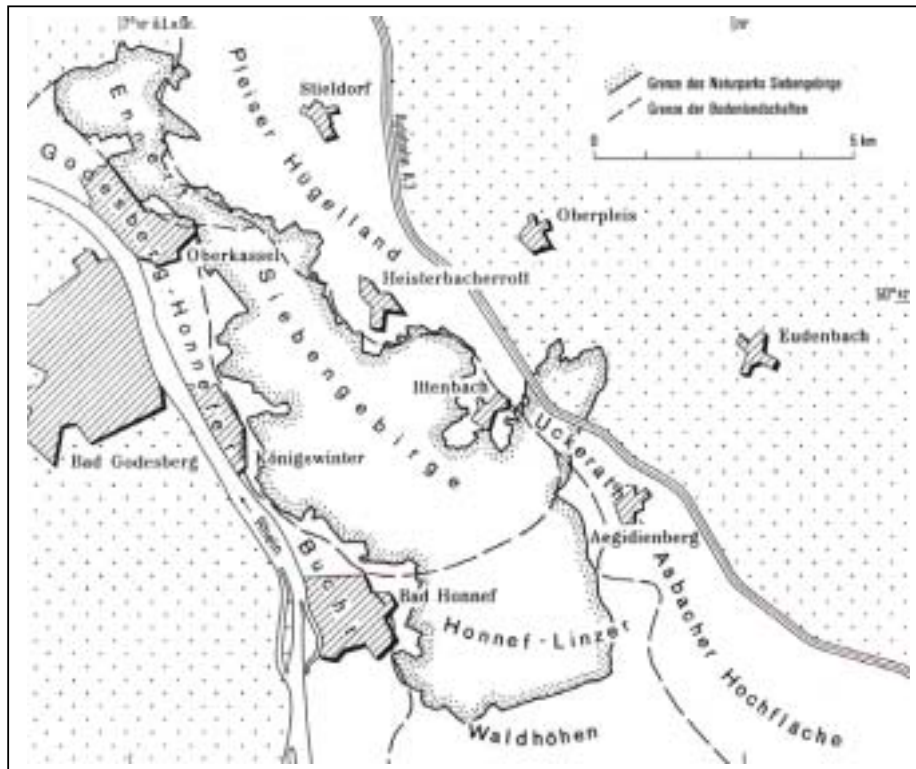 Stieldorf
Pleiser Hügelland
Ennert
Grenze des Naturparks Siebengebirge
Grenze der Bodenlandschaften
0
5 km
Godesberg-Honnefer Bucht
Oberpleis
Oberkassel
Siebengebirge
Heisterbacherrott
Eudenbach
Ittenbach
Bad Godesberg
Königswinter
Uckerath
Aegidienberg
Rhein
Asbacher Hochfläche
Bad Honnef
Honnef-Linzer
Waldhöhen